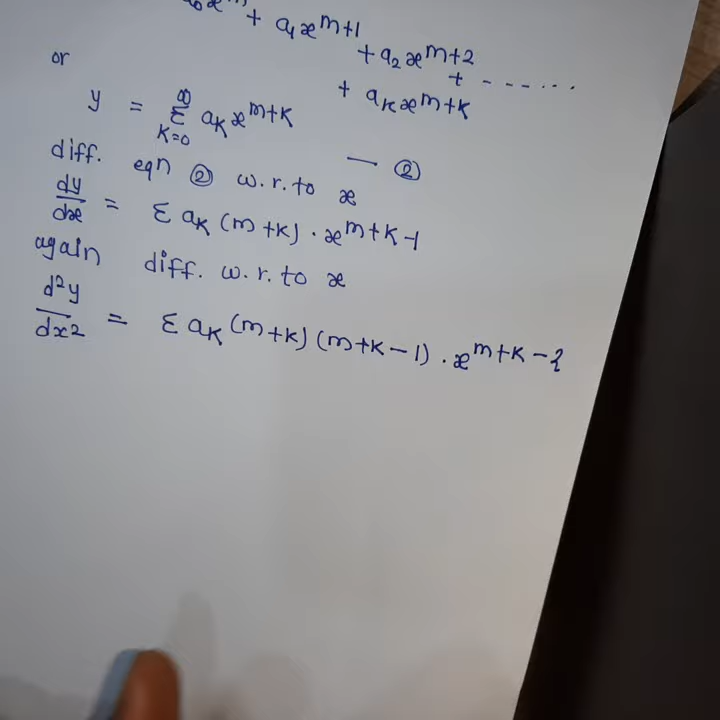 + a₁x^{m+1}
+ a₂x^{m+2}
+ - - - - ...
+ a_K x^{m+K}
or
y = ∞ Σ K=0 a_K x^{m+K} — ②
diff. eqn ② w.r.to x
dy/dx = Σ a_K (m+K) . x^{m+K-1}
again diff. w.r.to x
d²y/dx² = Σ a_K (m+K) (m+K-1) . x^{m+K-2}